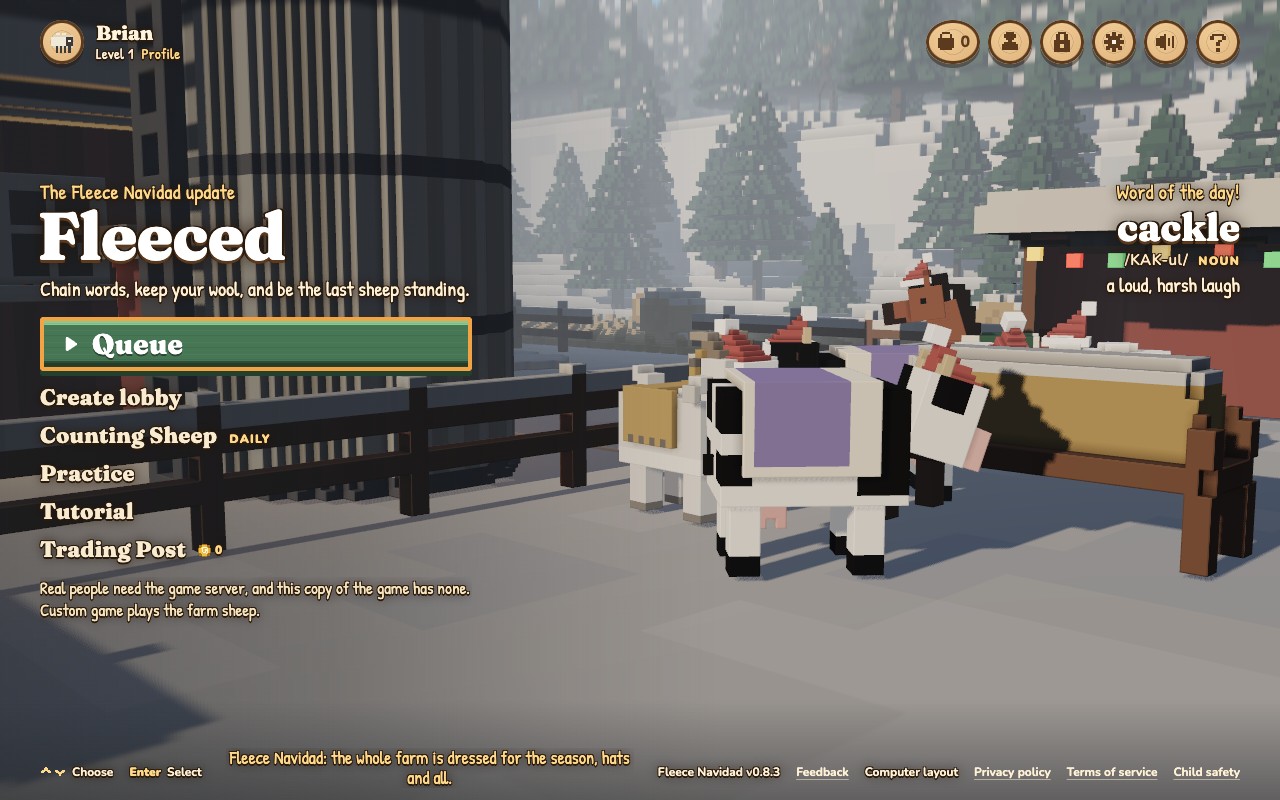 Brian
Level 1 Profile
0
The Fleece Navidad update
Fleeced
Chain words, keep your wool, and be the last sheep standing.
Queue
Create lobby
Counting Sheep DAILY
Practice
Tutorial
Trading Post 0
Real people need the game server, and this copy of the game has none.
Custom game plays the farm sheep.
Word of the day!
cackle
/KAK-ul/ NOUN
a loud, harsh laugh
Choose Enter Select
Fleece Navidad: the whole farm is dressed for the season, hats
and all.
Fleece Navidad v0.8.3 Feedback Computer layout Privacy policy Terms of service Child safety